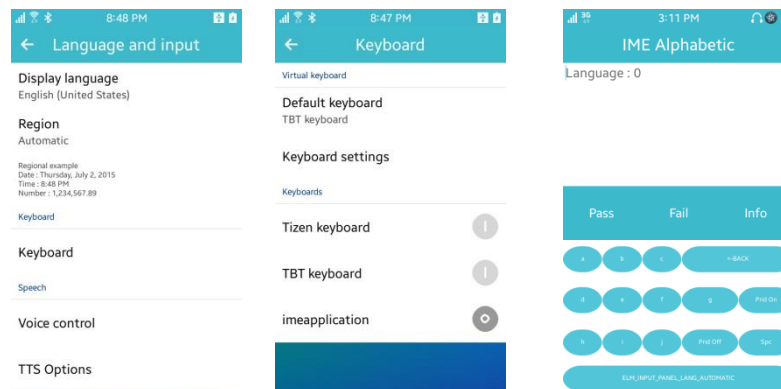 8:48 PM
Language and input
Display language
English (United States)
Region
Automatic
Regional example
Date : Thursday, July 2, 2015
Time : 8:48 PM
Number : 1,234,567.89
Keyboard
Keyboard
Speech
Voice control
TTS Options
8:47 PM
Keyboard
Virtual keyboard
Default keyboard
TBT keyboard
Keyboard settings
Keyboards
Tizen keyboard
TBT keyboard
imeapplication
3G
3:11 PM
IME Alphabetic
Language : 0
Pass Fail Info
a b c <-BACK
d e f g Prid On
h i j Prid Off Spc
ELM_INPUT_PANEL_LANG_AUTOMATIC